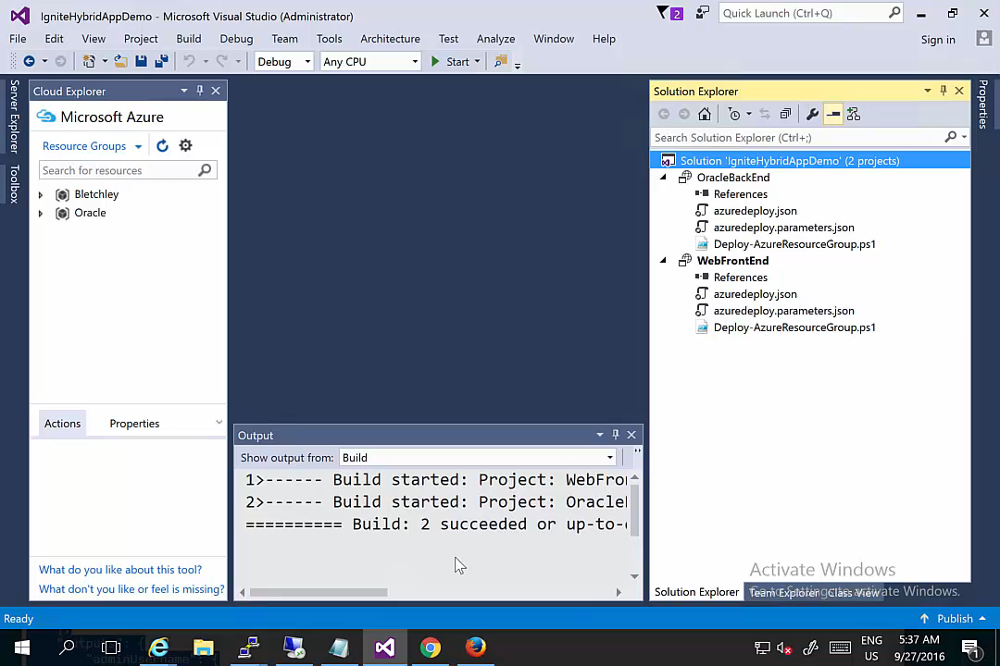 IgniteHybridAppDemo - Microsoft Visual Studio (Administrator)
2
Quick Launch (Ctrl+Q)
File Edit View Project Build Debug Team Tools Architecture Test Analyze Window Help
Sign in
Debug
Any CPU
Start
Server Explorer
Toolbox
Cloud Explorer
Microsoft Azure
Resource Groups
Search for resources
Bletchley
Oracle
Actions
Properties
What do you like about this tool?
What don't you like or feel is missing?
Output
Show output from:
Build
1>------ Build started: Project: WebFron
2>------ Build started: Project: Oracle
========== Build: 2 succeeded or up-to-
Solution Explorer
Search Solution Explorer (Ctrl+;)
Solution 'IgniteHybridAppDemo' (2 projects)
OracleBackEnd
References
azuredeploy.json
azuredeploy.parameters.json
Deploy-AzureResourceGroup.ps1
WebFrontEnd
References
azuredeploy.json
azuredeploy.parameters.json
Deploy-AzureResourceGroup.ps1
Activate Windows
Go to Settings to activate Windows.
Solution Explorer
Team Explorer
Class View
Properties
Ready
Publish
ENG
US
5:37 AM
9/27/2016
1